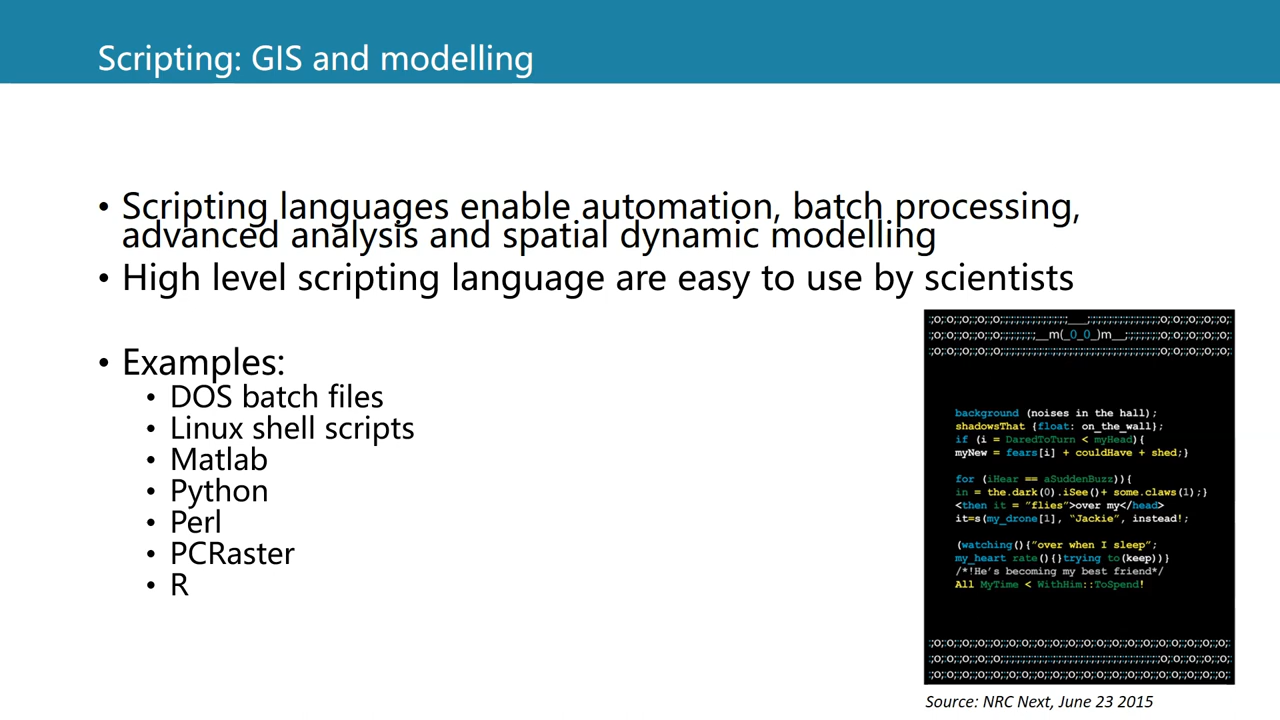 Scripting: GIS and modelling
• Scripting languages enable automation, batch processing,
advanced analysis and spatial dynamic modelling
• High level scripting language are easy to use by scientists
• Examples:
• DOS batch files
• Linux shell scripts
• Matlab
• Python
• Perl
• PCRaster
• R
background (noises in the hall);
shadowsThat {float: on_the_wall};
if (i = DaredToTurn < myHead){
myNew = fears[i] + couldHave + shed;}
for (iHear == aSuddenBuzz)){
in = the.dark(0).iSee()+ some.claws(1);}
<then it = "flies">over my</head>
it=s(my_drone[1], "Jackie", instead!;
(watching(){"over when I sleep";
my_heart rate(){}trying to(keep))}
/*!He's becoming my best friend*/
All MyTime < WithHim::ToSpend!
Source: NRC Next, June 23 2015